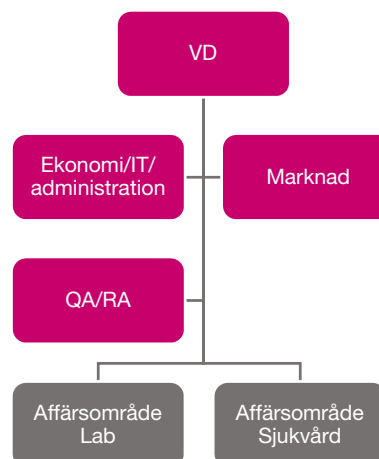 VD
Ekonomi/IT/
administration
Marknad
QA/RA
Affärsområde
Lab
Affärsområde
Sjukvård